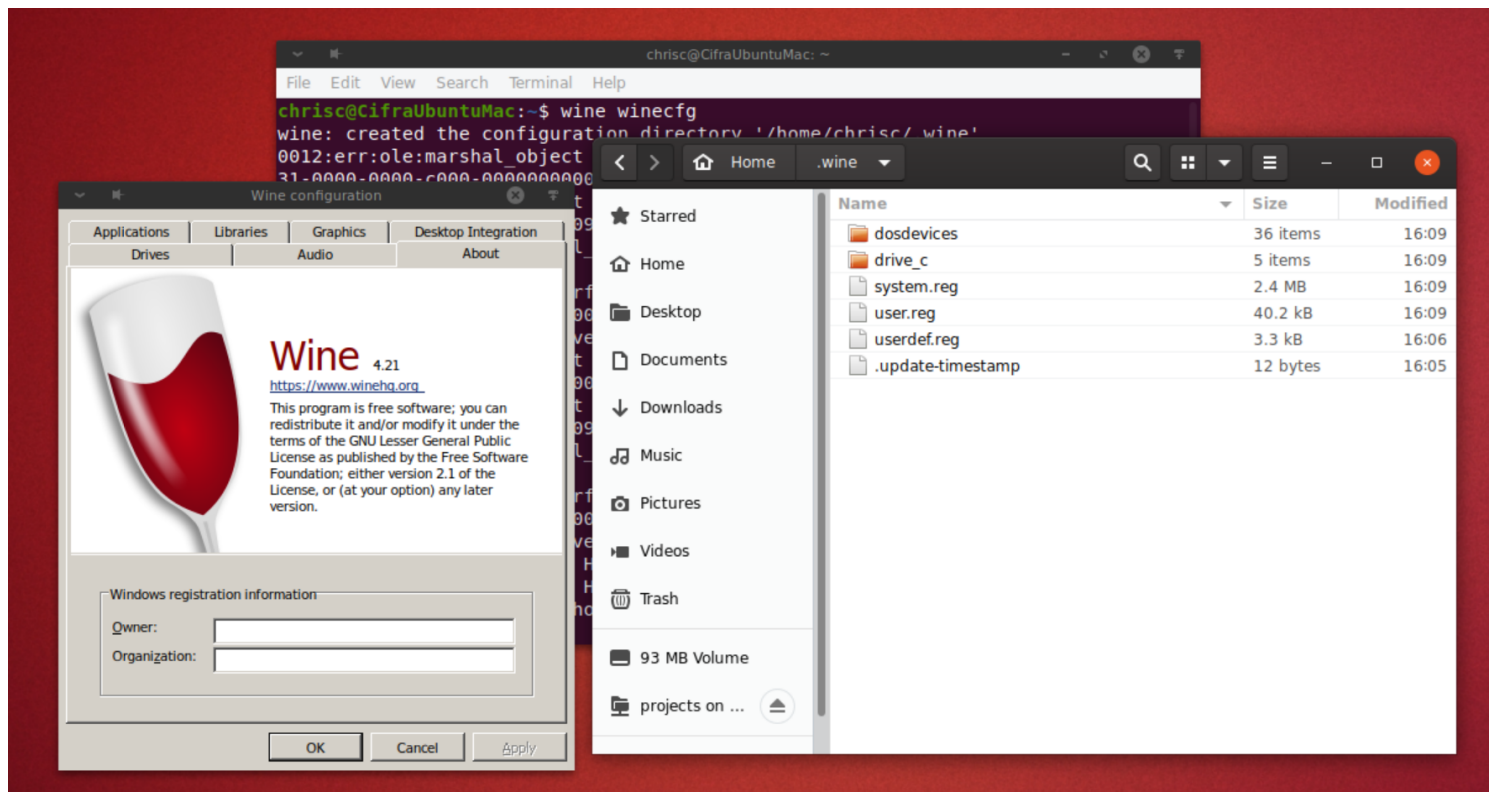 chrisc@CifraUbuntuMac: ~
File Edit View Search Terminal Help
chrisc@CifraUbuntuMac:~$ wine winecfg
wine: created the configuration directory '/home/chrisc/.wine'
0012:err:ole:marshal_object
31-0000-0000-c000-0000000000
Wine configuration
Applications Libraries Graphics Desktop Integration
Drives Audio About
Wine 4.21
https://www.winehq.org
This program is free software; you can
redistribute it and/or modify it under the
terms of the GNU Lesser General Public
License as published by the Free Software
Foundation; either version 2.1 of the
License, or (at your option) any later
version.
Windows registration information
Owner:
Organization:
OK Cancel Apply
Home .wine
Starred
Home
Desktop
Documents
Downloads
Music
Pictures
Videos
Trash
93 MB Volume
projects on ...
Name Size Modified
dosdevices 36 items 16:09
drive_c 5 items 16:09
system.reg 2.4 MB 16:09
user.reg 40.2 kB 16:09
userdef.reg 3.3 kB 16:06
.update-timestamp 12 bytes 16:05